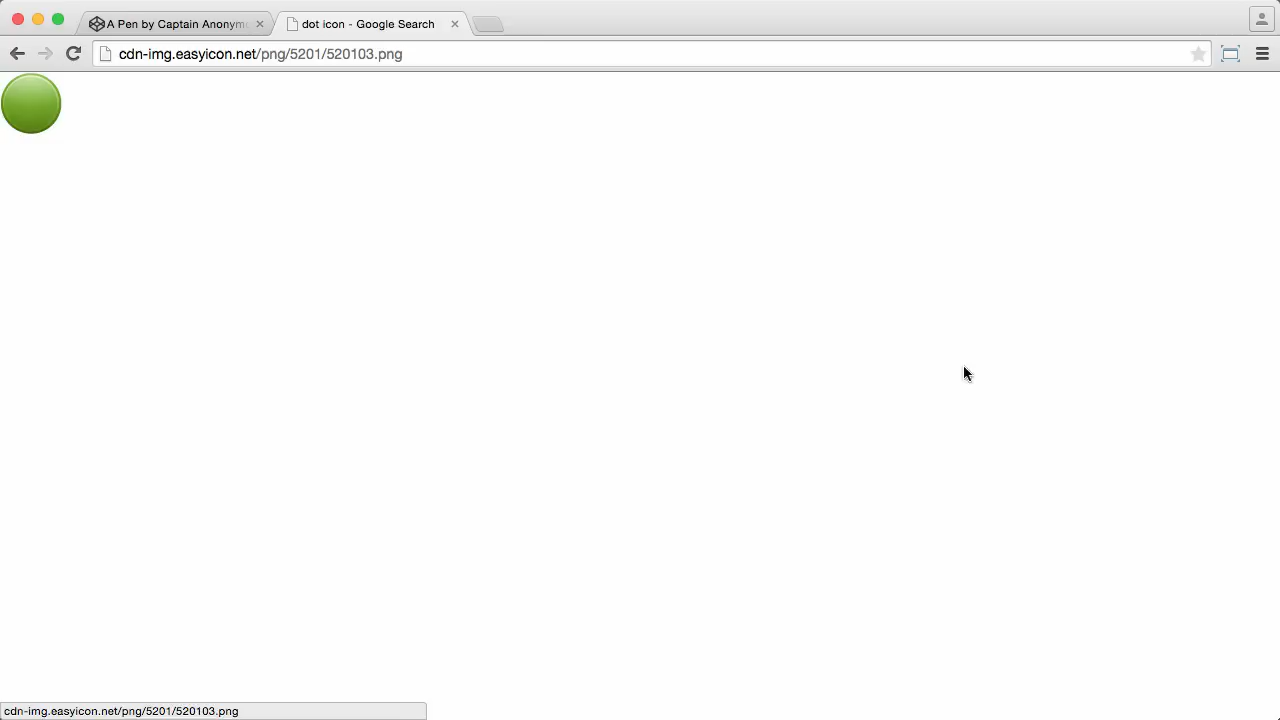 A Pen by Captain Anonym
dot icon - Google Search
cdn-img.easyicon.net/png/5201/520103.png
cdn-img.easyicon.net/png/5201/520103.png